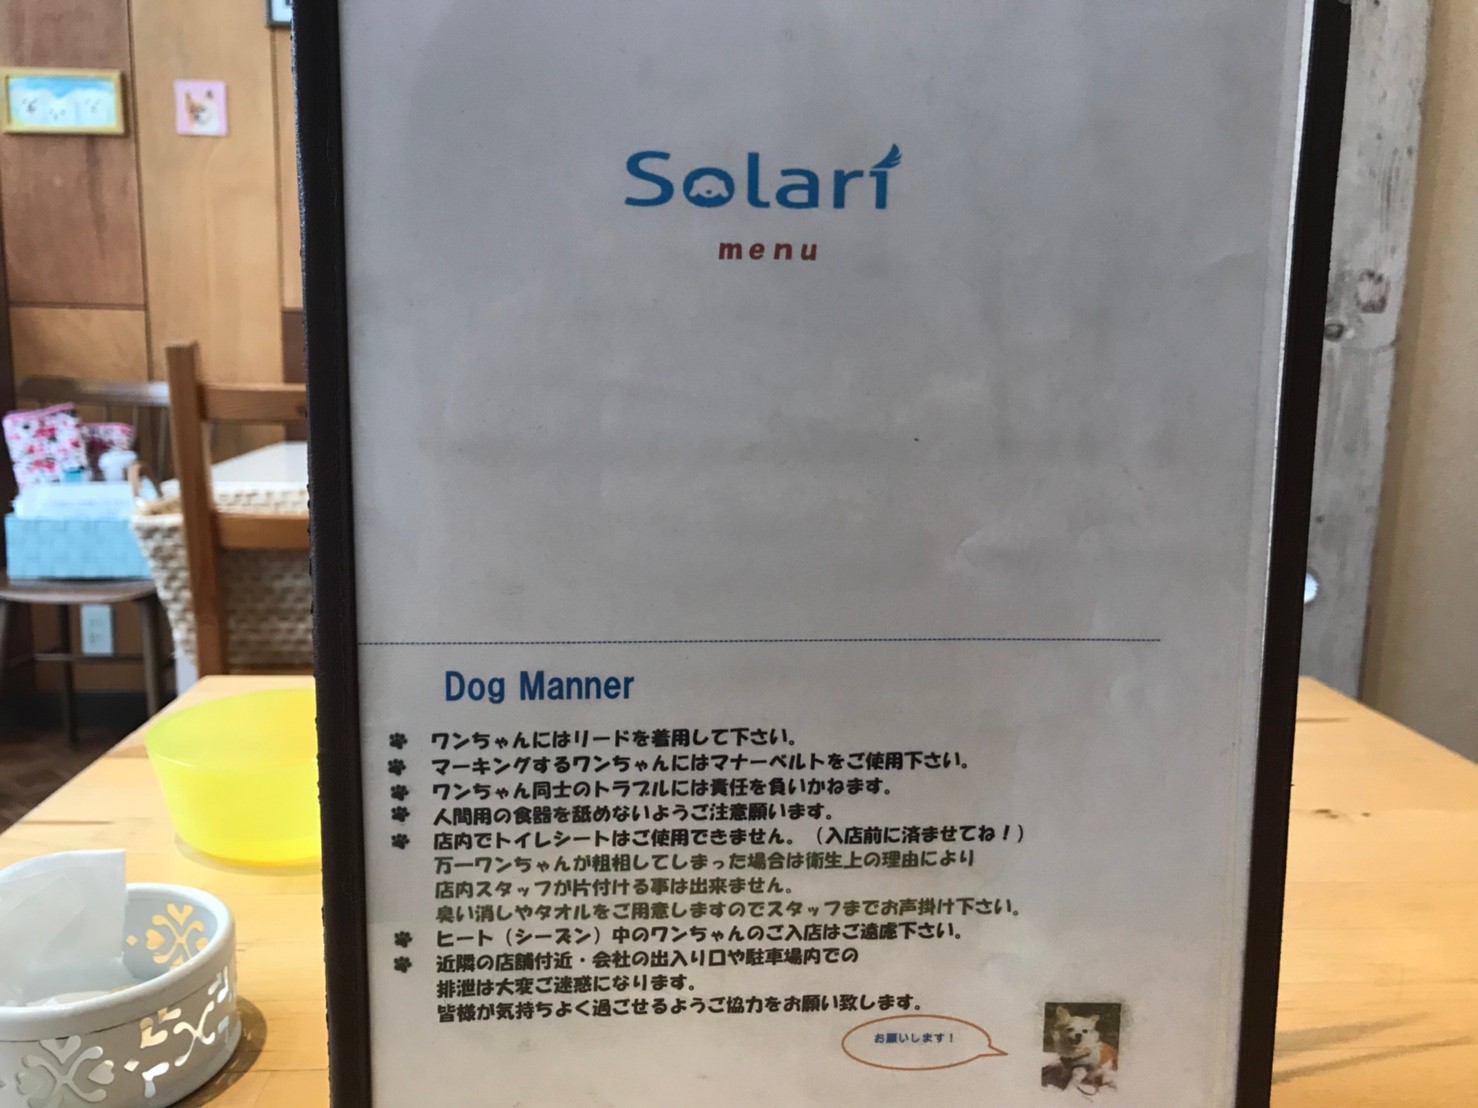 Solari
menu
Dog Manner
ワンちゃんにはリードを着用して下さい。
マーキングするワンちゃんにはマナーベルトをご使用下さい。
ワンちゃん同士のトラブルには責任を負いかねます。
人間用の食器を舐めないようご注意願います。
店内でトイレシートはご使用できません。（入店前に済ませてね！）
万一ワンちゃんが粗相してしまった場合は衛生上の理由により
店内スタッフが片付ける事は出来ません。
臭い消しやタオルをご用意しますのでスタッフまでお声掛け下さい。
ヒート（シーズン）中のワンちゃんのご入店はご遠慮下さい。
近隣の店舗付近・会社の出入り口や駐車場内での
排泄は大変ご迷惑になります。
皆様が気持ちよく過ごせるようご協力をお願い致します。
お願いします！